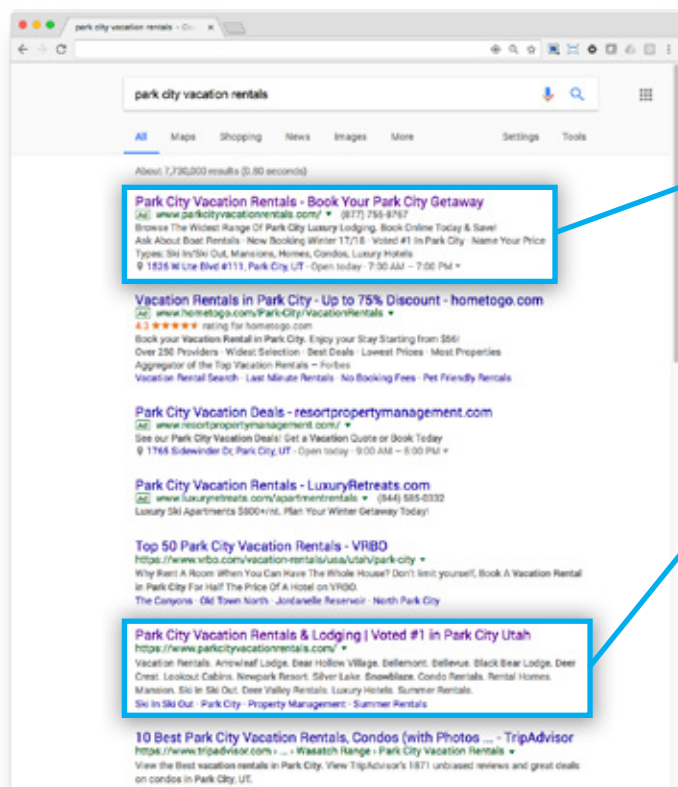 park city vacation rentals - Go
park city vacation rentals
All Maps Shopping News Images More Settings Tools
About 7,730,000 results (0.80 seconds)
Park City Vacation Rentals - Book Your Park City Getaway
Ad www.parkcityvacationrentals.com/ (877) 755-8767
Browse The Widest Range Of Park City Luxury Lodging. Book Online Today & Save!
Ask About Boat Rentals · Now Booking Winter 17/18 · Voted #1 In Park City · Name Your Price
Types: Ski In/Ski Out, Mansions, Homes, Condos, Luxury Hotels
1526 W Ute Blvd #111, Park City, UT - Open today · 7:00 AM – 7:00 PM
Vacation Rentals in Park City - Up to 75% Discount - hometogo.com
Ad www.hometogo.com/Park-City/VacationRentals
4.3 ★★★★★ rating for hometogo.com
Book your Vacation Rental in Park City. Enjoy your Stay Starting from $56!
Over 250 Providers · Widest Selection · Best Deals · Lowest Prices · Most Properties
Aggregator of the Top Vacation Rentals – Forbes
Vacation Rental Search · Last Minute Rentals · No Booking Fees · Pet Friendly Rentals
Park City Vacation Deals - resortpropertymanagement.com
Ad www.resortpropertymanagement.com/
See our Park City Vacation Deals! Get a Vacation Quote or Book Today
1765 Sidewinder Dr, Park City, UT - Open today · 9:00 AM – 8:00 PM
Park City Vacation Rentals - LuxuryRetreats.com
Ad www.luxuryretreats.com/apartmentrentals (844) 585-0332
Luxury Ski Apartments $800+/nt. Plan Your Winter Getaway Today!
Top 50 Park City Vacation Rentals - VRBO
https://www.vrbo.com/vacation-rentals/usa/utah/park-city
Why Rent A Room When You Can Have The Whole House? Don't limit yourself, Book A Vacation Rental
in Park City For Half The Price Of A Hotel on VRBO.
The Canyons · Old Town North · Jordanelle Reservoir · North Park City
Park City Vacation Rentals & Lodging | Voted #1 in Park City Utah
https://www.parkcityvacationrentals.com/
Vacation Rentals. Arrowleaf Lodge. Bear Hollow Village. Bellemont. Bellevue. Black Bear Lodge. Deer
Crest. Lookout Cabins. Newpark Resort. Silver Lake. Snowblaze. Condo Rentals. Rental Homes.
Mansion. Ski In Ski Out. Deer Valley Rentals. Luxury Hotels. Summer Rentals.
Ski In Ski Out · Park City · Property Management · Summer Rentals
10 Best Park City Vacation Rentals, Condos (with Photos ... - TripAdvisor
https://www.tripadvisor.com › ... › Wasatch Range › Park City Vacation Rentals
View the Best vacation rentals in Park City. View TripAdvisor's 1871 unbiased reviews and great deals
on condos in Park City, UT.